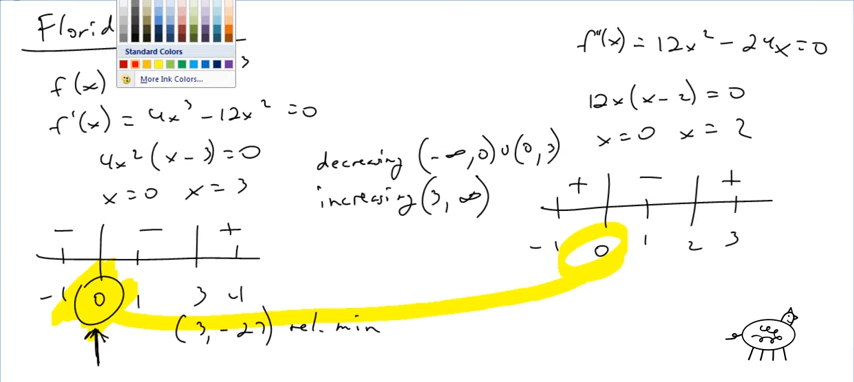 Florid
Standard Colors
More Ink Colors...
f(x)
3
f'(x) = 4x³ - 12x² = 0
4x²(x - 3) = 0
x = 0 x = 3
- - +
-1 0 1 3 4
(3, -27) rel. min
decreasing (-∞, 0) ∪ (0, 3)
increasing (3, ∞)
f''(x) = 12x² - 24x = 0
12x(x - 2) = 0
x = 0 x = 2
+ - +
-1 0 1 2 3